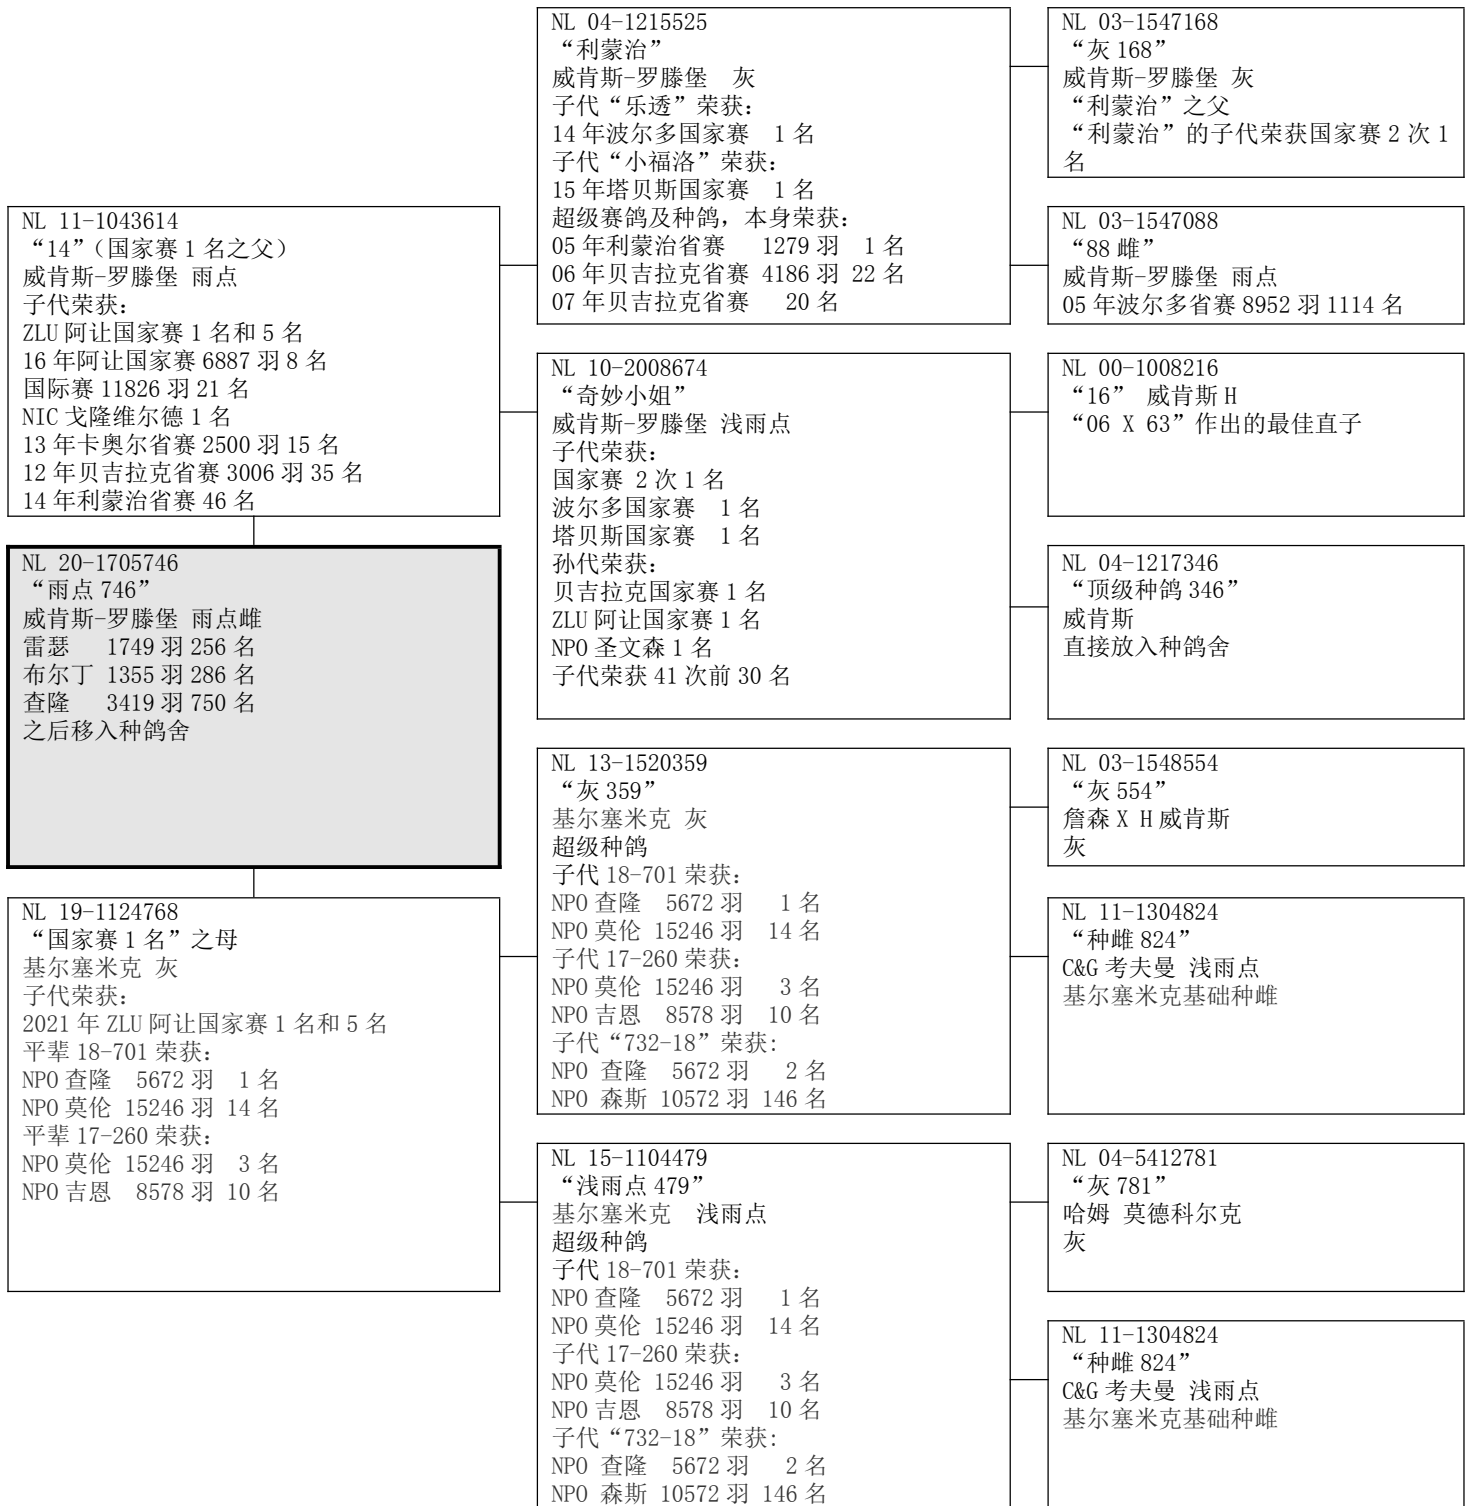 NL 11-1043614
“14”(国家赛1名之父)
威肯斯-罗滕堡 雨点
子代荣获：
ZLU阿让国家赛1名和5名
16年阿让国家赛6887羽8名
国际赛11826羽21名
NIC戈隆维尔德1名
13年卡奥尔省赛2500羽15名
12年贝吉拉克省赛3006羽35名
14年利蒙治省赛46名
NL 20-1705746
“雨点746”
威肯斯-罗滕堡 雨点雌
雷瑟 1749羽256名
布尔丁 1355羽286名
查隆 3419羽750名
之后移入种鸽舍
NL 19-1124768
“国家赛1名”之母
基尔塞米克 灰
子代荣获：
2021年ZLU阿让国家赛1名和5名
平辈18-701荣获：
NPO查隆 5672羽 1名
NPO莫伦 15246羽 14名
平辈17-260荣获：
NPO莫伦 15246羽 3名
NPO吉恩 8578羽 10名
NL 04-1215525
“利蒙治”
威肯斯-罗滕堡 灰
子代“乐透”荣获：
14年波尔多国家赛 1名
子代“小福洛”荣获：
15年塔贝斯国家赛 1名
超级赛鸽及种鸽，本身荣获：
05年利蒙治省赛 1279羽 1名
06年贝吉拉克省赛 4186羽 22名
07年贝吉拉克省赛 20名
NL 10-2008674
“奇妙小姐”
威肯斯-罗滕堡 浅雨点
子代荣获：
国家赛 2次1名
波尔多国家赛 1名
塔贝斯国家赛 1名
孙代荣获：
贝吉拉克国家赛1名
ZLU阿让国家赛1名
NPO圣文森1名
子代荣获41次前30名
NL 13-1520359
“灰359”
基尔塞米克 灰
超级种鸽
子代18-701荣获：
NPO查隆 5672羽 1名
NPO莫伦 15246羽 14名
子代17-260荣获：
NPO莫伦 15246羽 3名
NPO吉恩 8578羽 10名
子代“732-18”荣获：
NPO 查隆 5672羽 2名
NPO 森斯 10572羽 146名
NL 15-1104479
“浅雨点479”
基尔塞米克 浅雨点
超级种鸽
子代18-701荣获：
NPO查隆 5672羽 1名
NPO莫伦 15246羽 14名
子代17-260荣获：
NPO莫伦 15246羽 3名
NPO吉恩 8578羽 10名
子代“732-18”荣获：
NPO 查隆 5672羽 2名
NPO 森斯 10572羽 146名
NL 03-1547168
“灰168”
威肯斯-罗滕堡 灰
“利蒙治”之父
“利蒙治”的子代荣获国家赛2次1
名
NL 03-1547088
“88雌”
威肯斯-罗滕堡 雨点
05年波尔多省赛8952羽1114名
NL 00-1008216
“16” 威肯斯H
“06 X 63”作出的最佳直子
NL 04-1217346
“顶级种鸽346”
威肯斯
直接放入种鸽舍
NL 03-1548554
“灰554”
詹森X H威肯斯
灰
NL 11-1304824
“种雌824”
C&G考夫曼 浅雨点
基尔塞米克基础种雌
NL 04-5412781
“灰781”
哈姆 莫德科尔克
灰
NL 11-1304824
“种雌824”
C&G考夫曼 浅雨点
基尔塞米克基础种雌